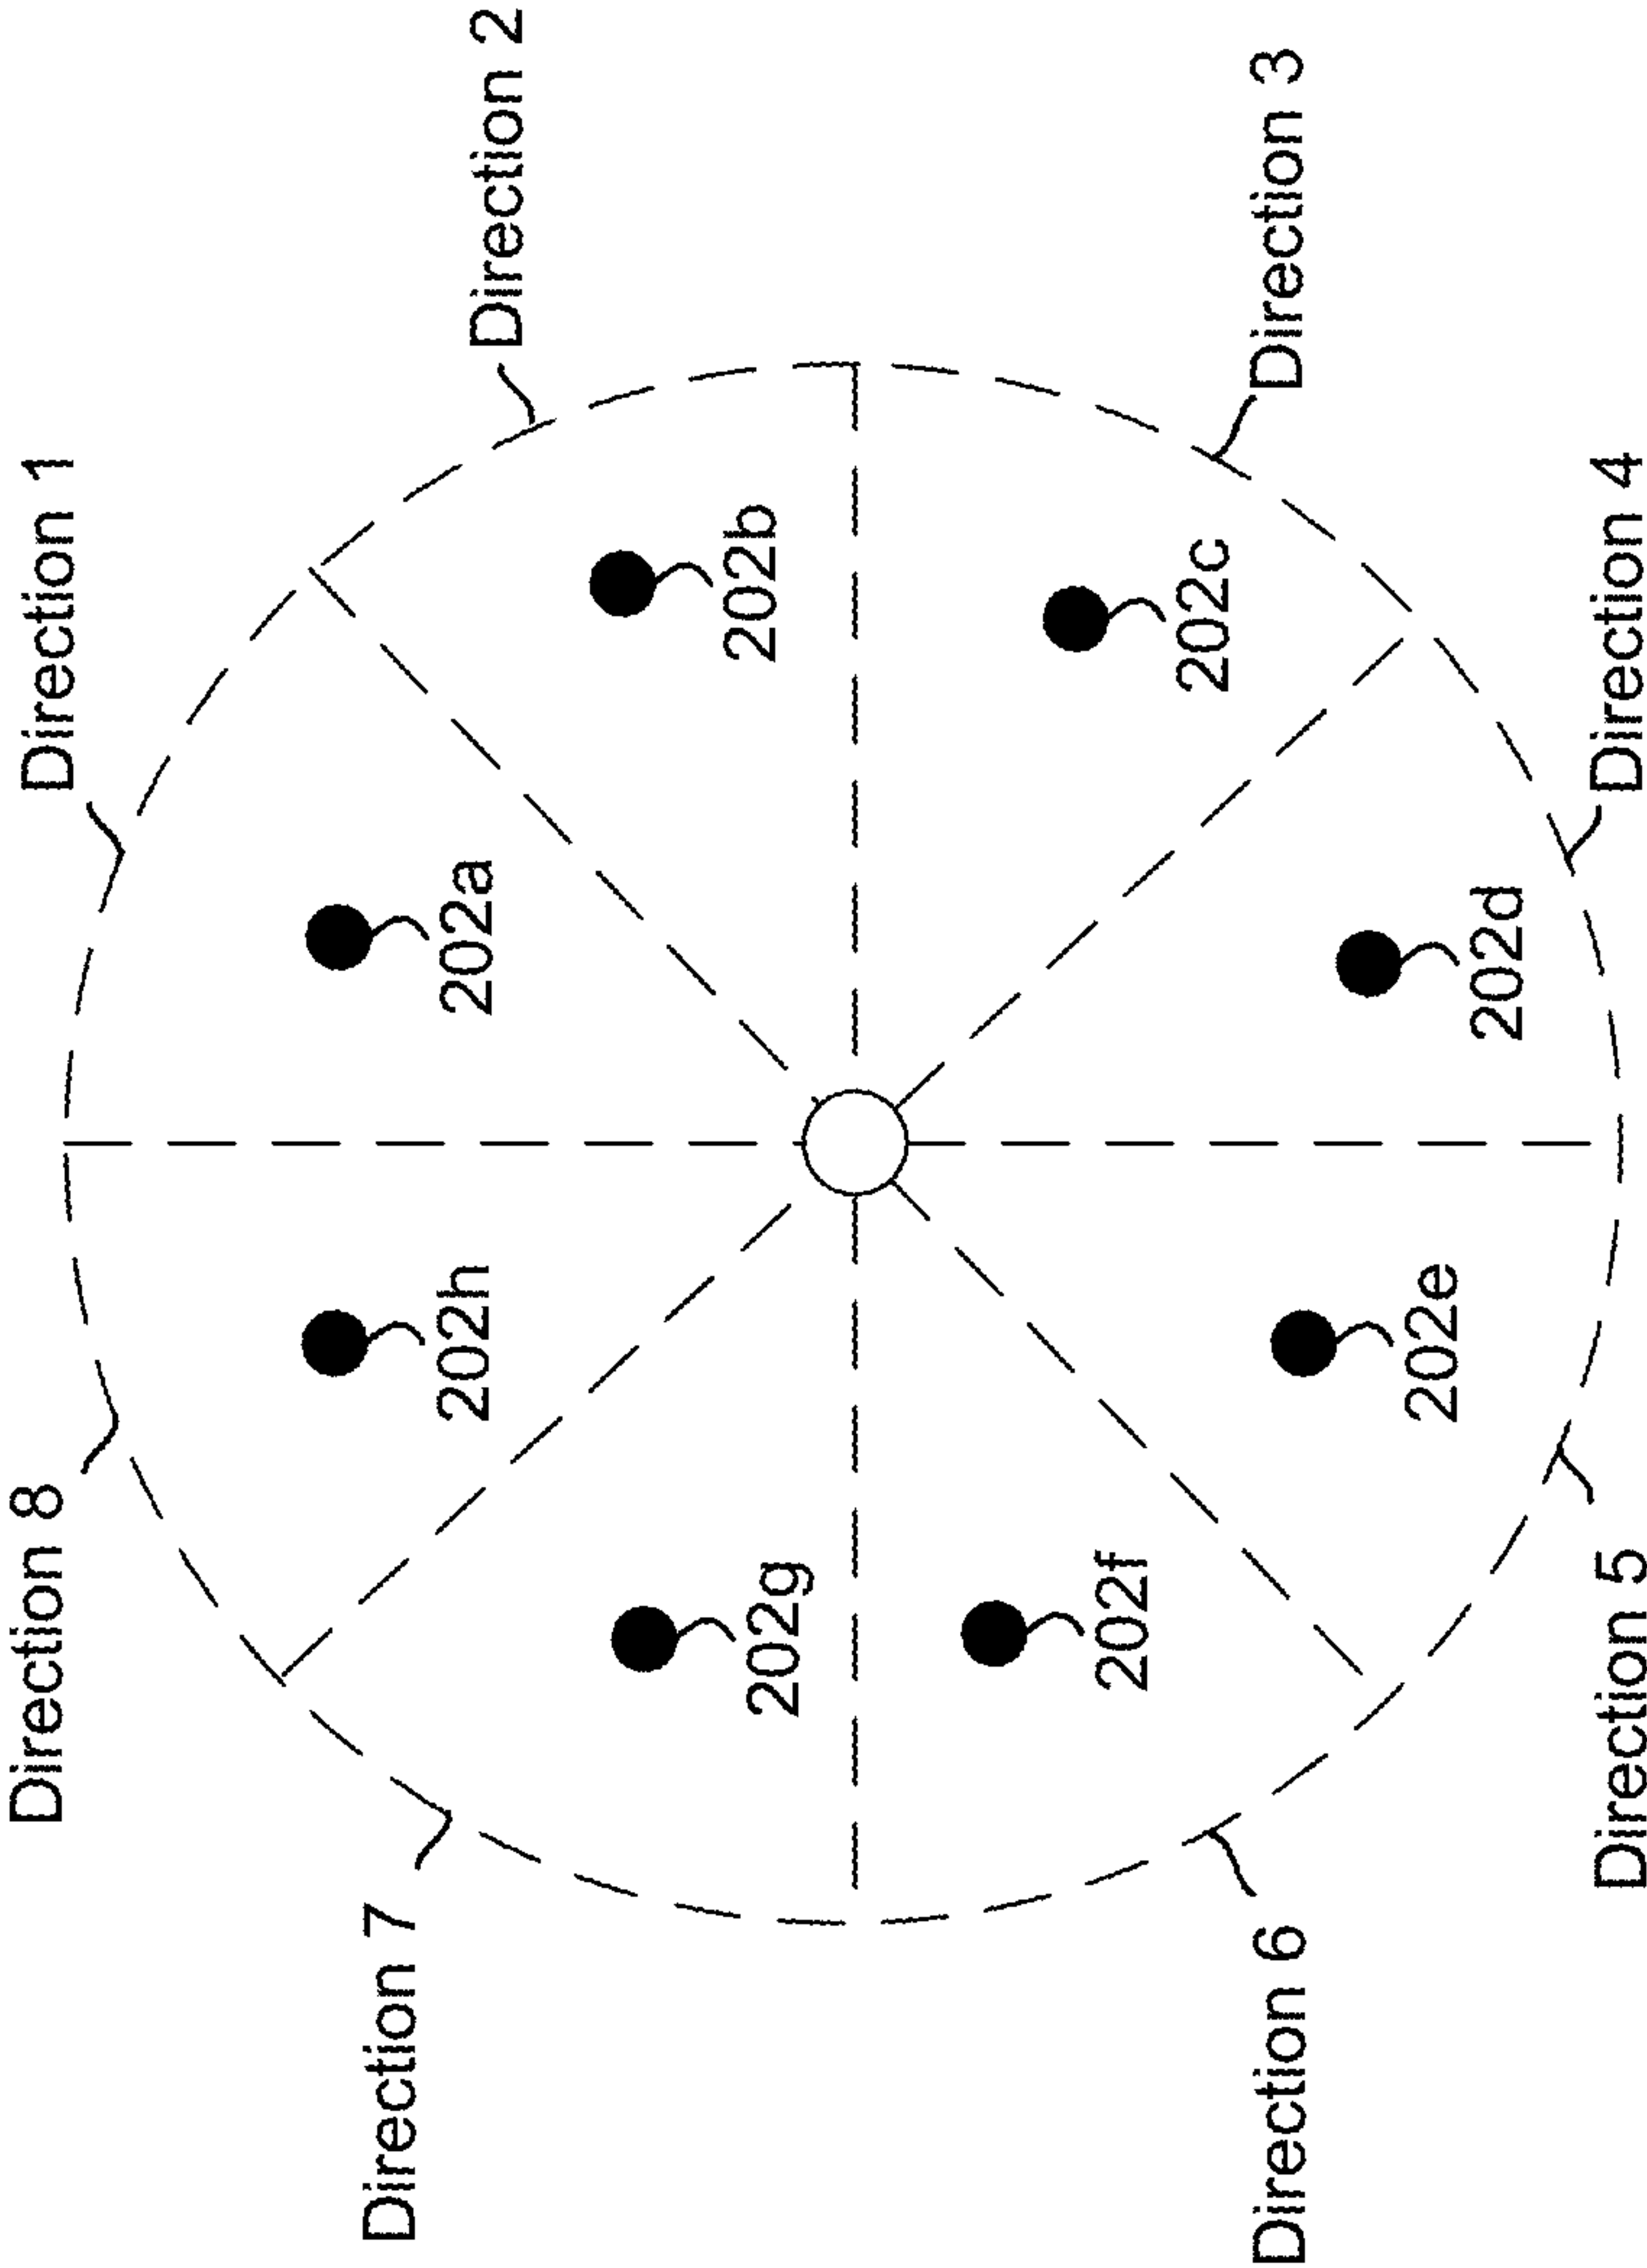 Direction 1
Direction 2
Direction 3
Direction 4
Direction 5
Direction 6
Direction 7
Direction 8
202a
202b
202c
202d
202e
202f
202g
202h